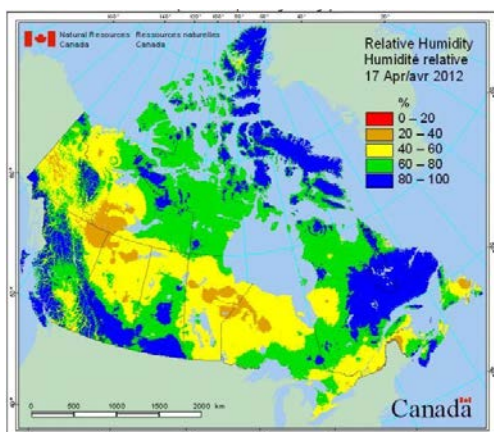 Natural Resources Ressources naturelles
Canada Canada
Relative Humidity
Humidité relative
17 Apr/avr 2012
%
0 – 20
20 – 40
40 – 60
60 – 80
80 – 100
0 500 1000 1500 2000 km
Canada